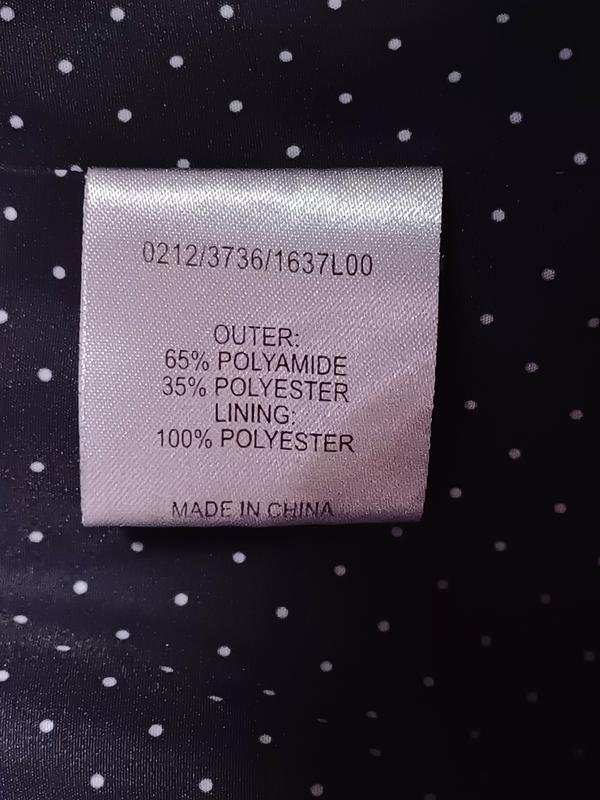 0212/3736/1637L00
OUTER:
65% POLYAMIDE
35% POLYESTER
LINING:
100% POLYESTER
MADE IN CHINA